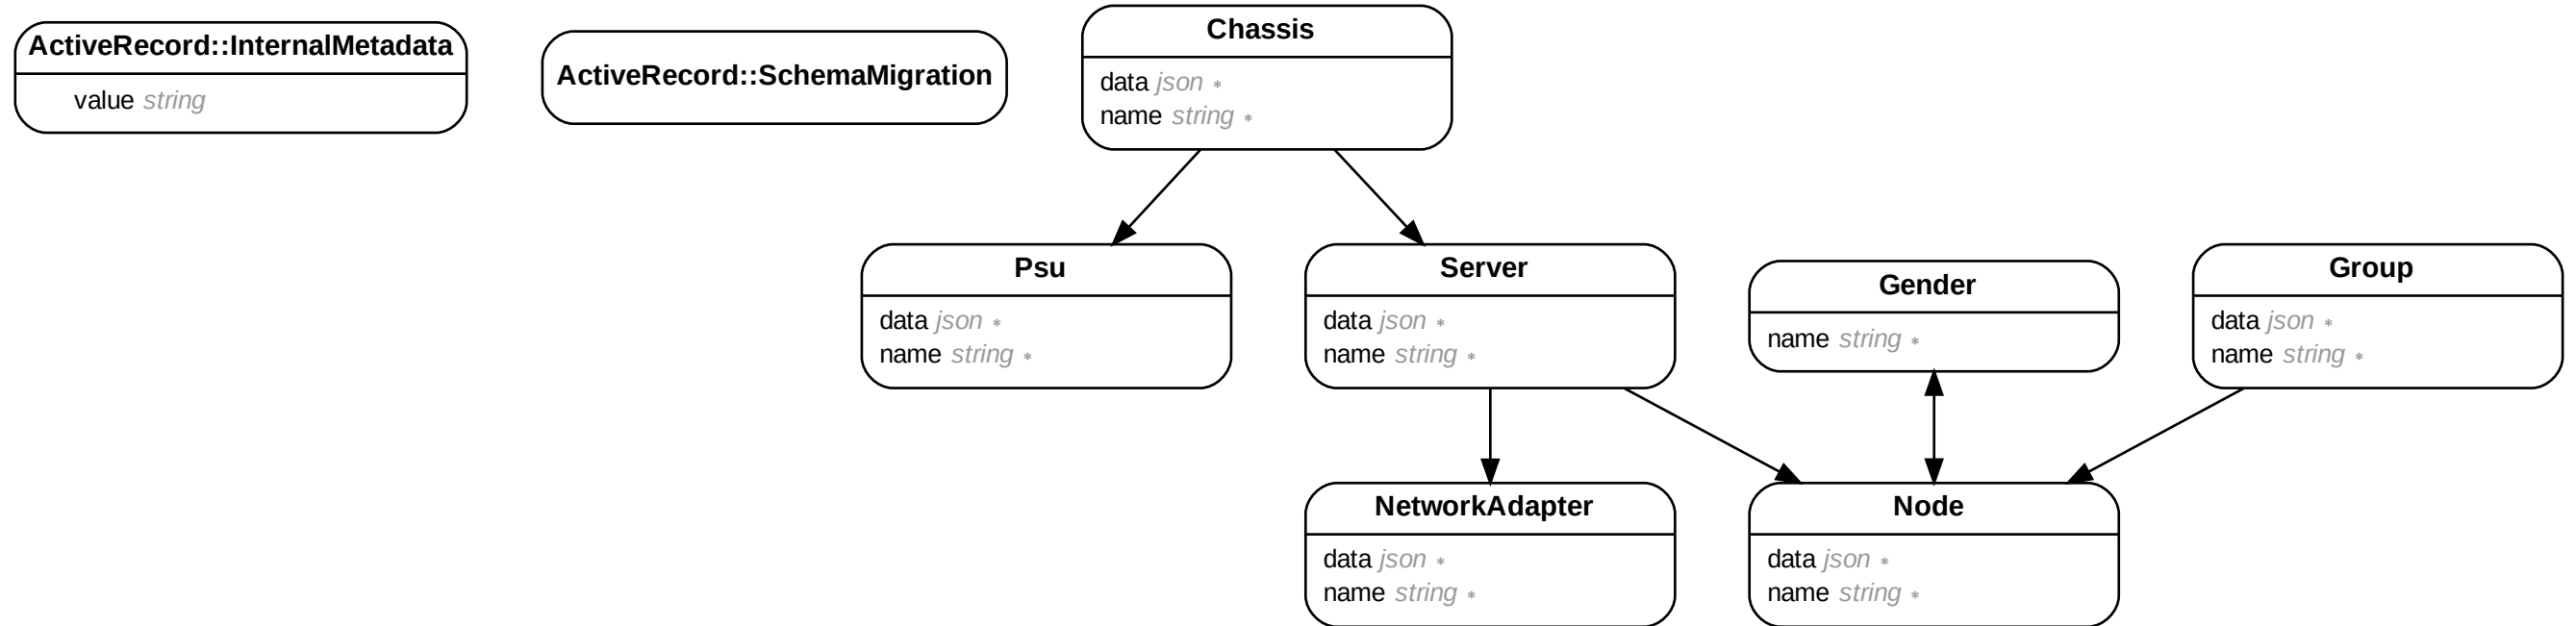 ActiveRecord::InternalMetadata
value string
ActiveRecord::SchemaMigration
Chassis
data json *
name string *
Psu
data json *
name string *
Server
data json *
name string *
Gender
name string *
Group
data json *
name string *
NetworkAdapter
data json *
name string *
Node
data json *
name string *